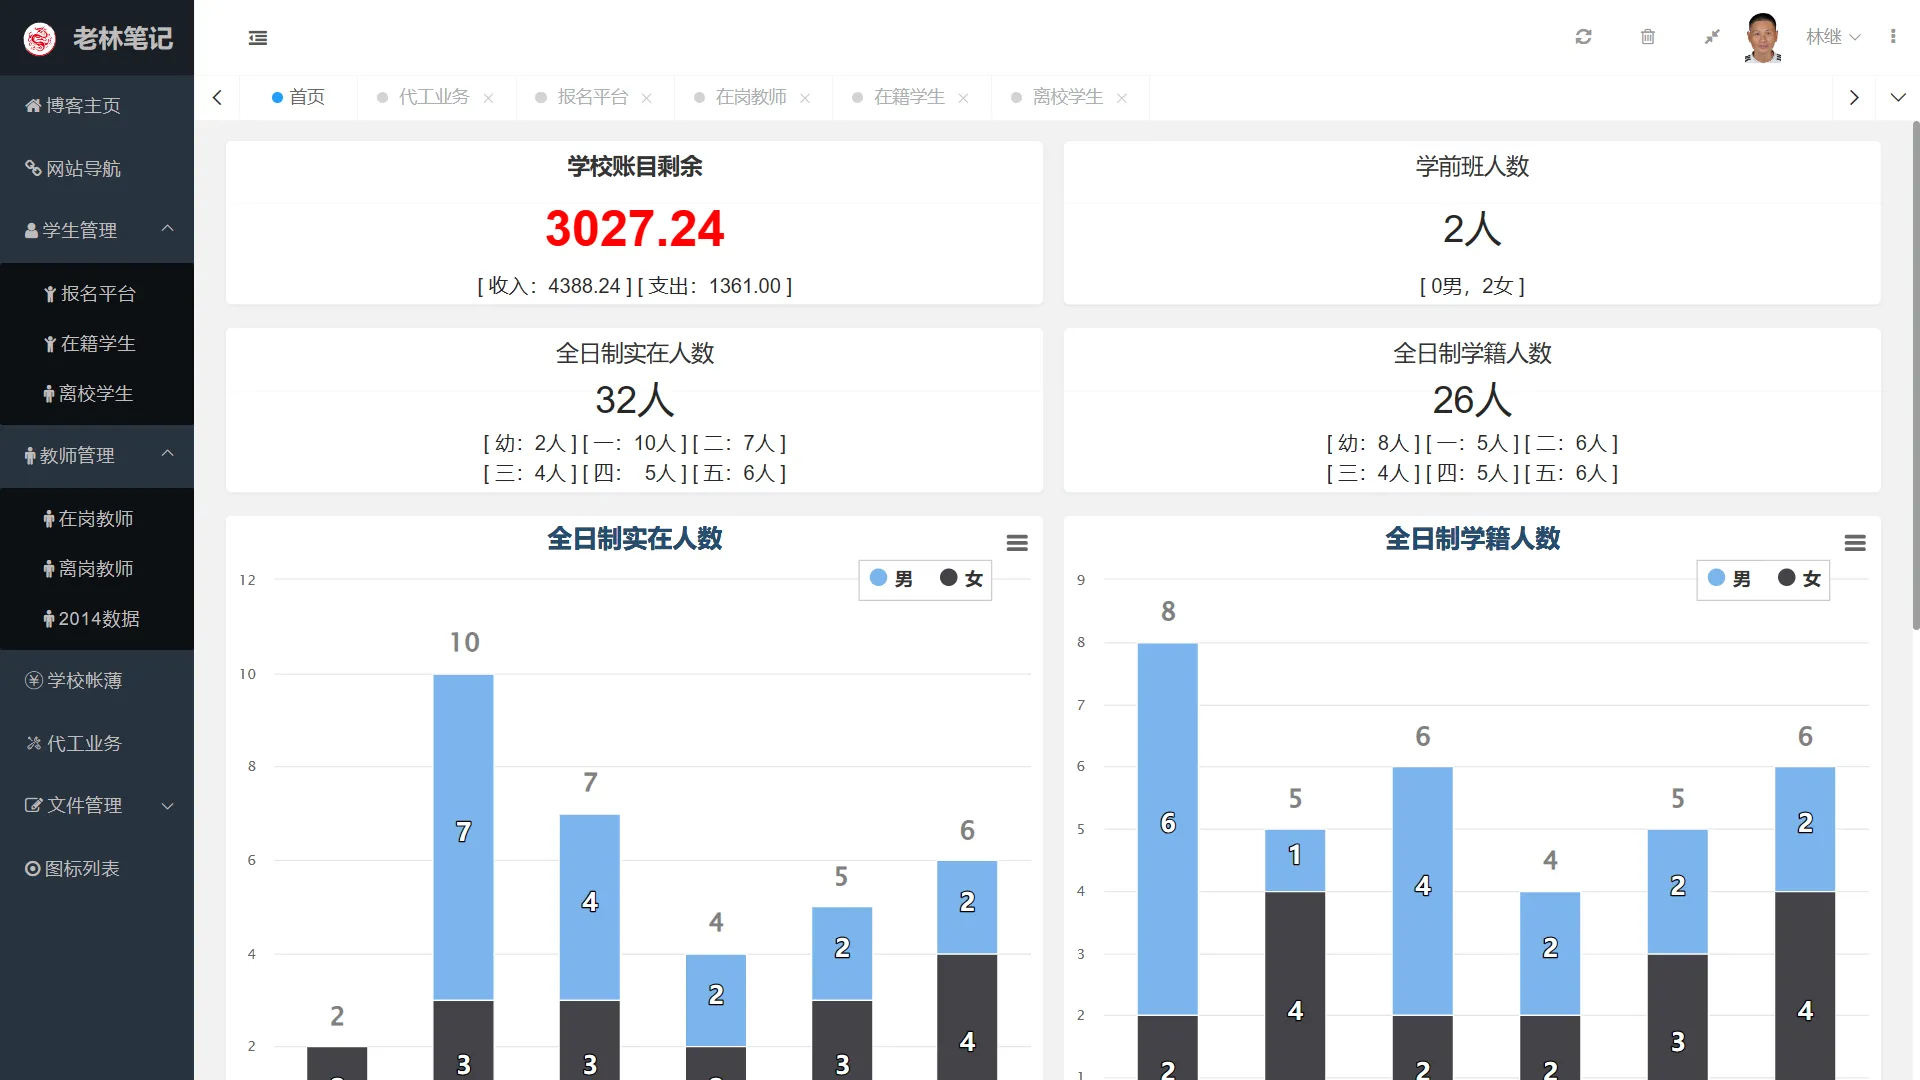 老林笔记
林继
博客主页
网站导航
学生管理
报名平台
在籍学生
离校学生
教师管理
在岗教师
离岗教师
2014数据
学校帐薄
代工业务
文件管理
图标列表
首页
代工业务
报名平台
在岗教师
在籍学生
离校学生
学校账目剩余
3027.24
[ 收入：4388.24 ] [ 支出：1361.00 ]
学前班人数
2人
[ 0男，2女 ]
全日制实在人数
32人
[ 幼：2人 ] [ 一：10人 ] [ 二：7人 ]
[ 三：4人 ] [ 四： 5人 ] [ 五：6人 ]
全日制学籍人数
26人
[ 幼：8人 ] [ 一：5人 ] [ 二：6人 ]
[ 三：4人 ] [ 四：5人 ] [ 五：6人 ]
全日制实在人数
男 女
12
10
8
6
4
2
2
10
7
3
7
4
3
4
2
5
2
3
6
2
4
全日制学籍人数
男 女
9
8
7
6
5
4
3
2
1
8
6
2
5
1
4
6
4
2
4
2
2
5
2
3
6
2
4